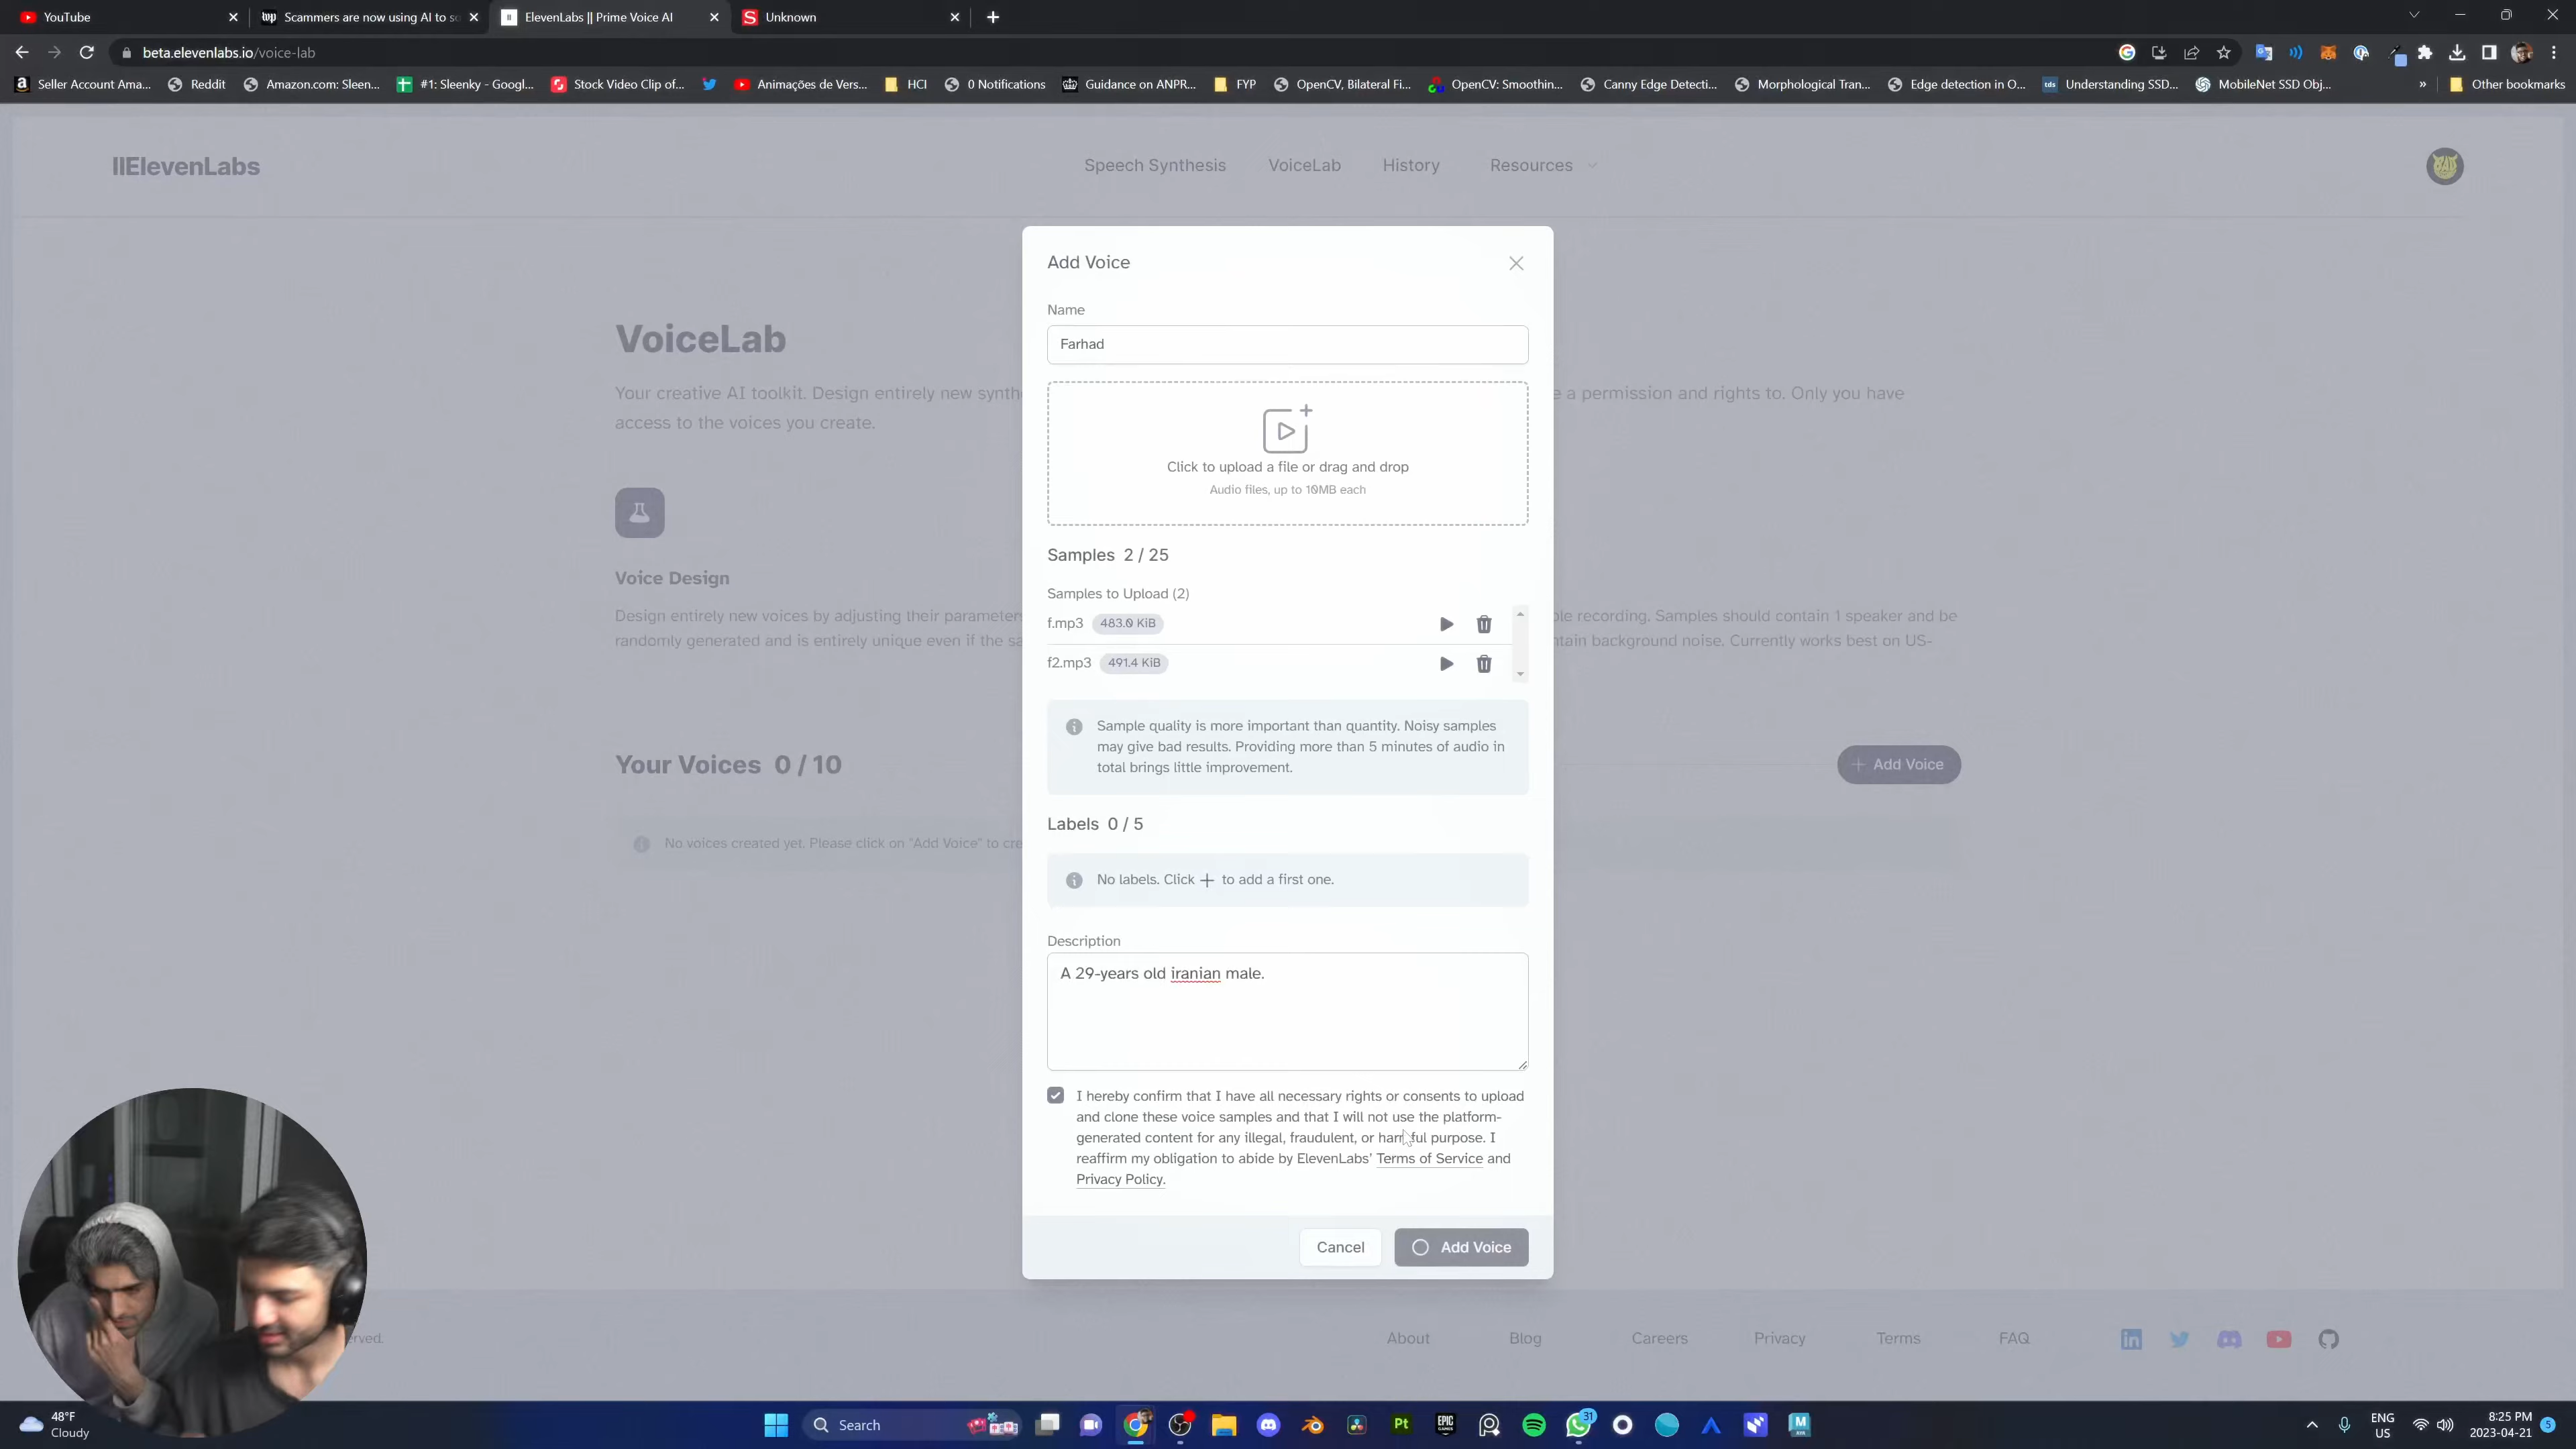 YouTube
Scammers are now using AI to so
ElevenLabs || Prime Voice AI
Unknown
beta.elevenlabs.io/voice-lab
Seller Account Ama...
Reddit
Amazon.com: Sleen...
#1: Sleenky - Googl...
Stock Video Clip of...
Animações de Vers...
HCI
0 Notifications
Guidance on ANPR...
FYP
OpenCV, Bilateral Fi...
OpenCV: Smoothin...
Canny Edge Detecti...
Morphological Tran...
Edge detection in O...
Understanding SSD...
MobileNet SSD Obj...
Other bookmarks
IIElevenLabs
Speech Synthesis
VoiceLab
History
Resources
Add Voice
Name
Farhad
VoiceLab
Your creative AI toolkit. Design entirely new synth
e a permission and rights to. Only you have
access to the voices you create.
Click to upload a file or drag and drop
Audio files, up to 10MB each
Samples 2 / 25
Voice Design
Samples to Upload (2)
Design entirely new voices by adjusting their parameter
ple recording. Samples should contain 1 speaker and be
f.mp3 483.0 KiB
randomly generated and is entirely unique even if the sa
ntain background noise. Currently works best on US-
f2.mp3 491.4 KiB
Sample quality is more important than quantity. Noisy samples
may give bad results. Providing more than 5 minutes of audio in
total brings little improvement.
Your Voices 0 / 10
Add Voice
Labels 0 / 5
No voices created yet. Please click on "Add Voice" to cre
No labels. Click + to add a first one.
Description
A 29-years old iranian male.
I hereby confirm that I have all necessary rights or consents to upload
and clone these voice samples and that I will not use the platform-
generated content for any illegal, fraudulent, or harmful purpose. I
reaffirm my obligation to abide by ElevenLabs' Terms of Service and
Privacy Policy.
Cancel
Add Voice
erved.
About
Blog
Careers
Privacy
Terms
FAQ
48°F
Cloudy
Search
Pt
EPIC
GAMES
31
M
ENG
US
8:25 PM
2023-04-21
5